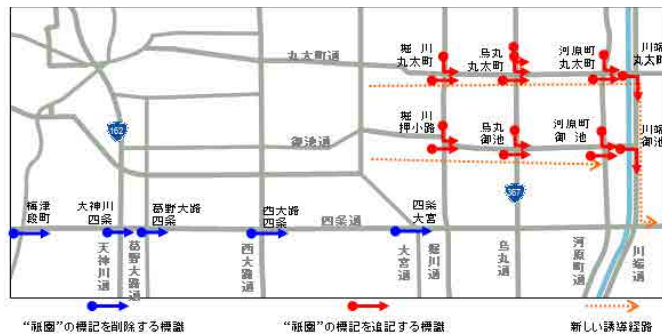 丸太町通
堀川
丸太町
烏丸
丸太町
河原町
丸太町
川端
丸太町
162
御池通
堀川
押小路
烏丸
御池
河原町
御池
川端
御池
367
梅津
段町
大神川
四条
葛野大路
四条
西大路
四条
四条通
四条
大宮
天神川通
葛野大路通
西大路通
大宮通
堀川通
烏丸通
河原町通
川端通
“祇園”の標記を削除する標識
“祇園”の標記を追記する標識
新しい誘導経路